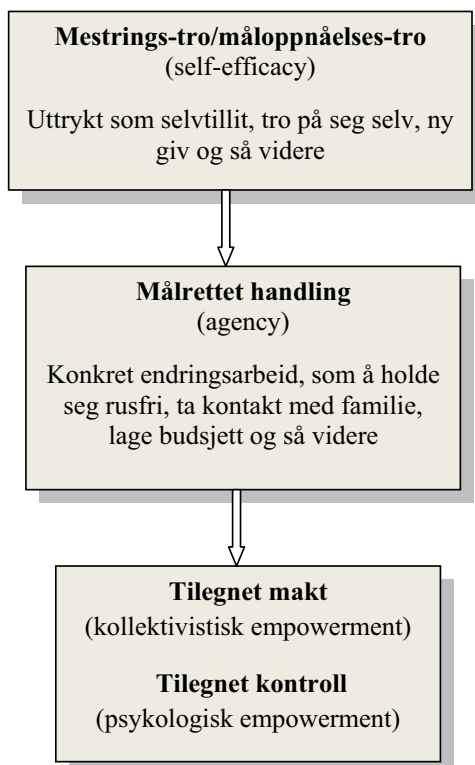 Mestrings-tro/måloppnåelses-tro
(self-efficacy)
Uttrykt som selvtillit, tro på seg selv, ny
giv og så videre
Målrettet handling
(agency)
Konkret endringsarbeid, som å holde
seg rusfri, ta kontakt med familie,
lage budsjett og så videre
Tilegnet makt
(kollektivistisk empowerment)
Tilegnet kontroll
(psykologisk empowerment)